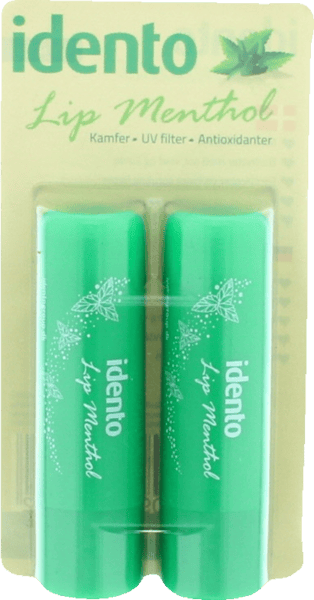 idento
Lip Menthol
Kamfer - UV filter - Antioxidanter
idento
Lip Menthol
idento
Lip Menthol